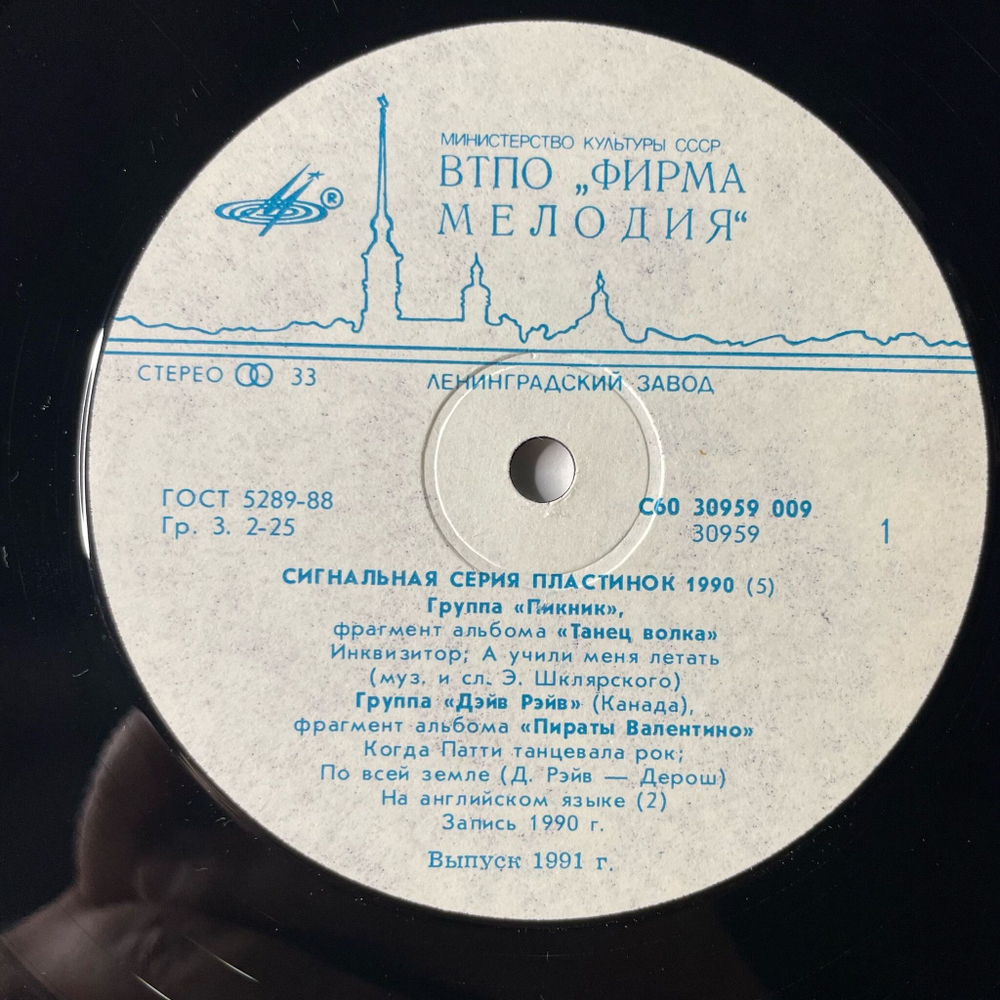 МИНИСТЕРСТВО КУЛЬТУРЫ СССР
ВТПО „ФИРМА
МЕЛОДИЯ“
®
СТЕРЕО 33
ЛЕНИНГРАДСКИЙ ЗАВОД
ГОСТ 5289-88
Гр. 3. 2-25
С60 30959 009
30959
1
СИГНАЛЬНАЯ СЕРИЯ ПЛАСТИНОК 1990 (5)
Группа «Пикник»,
фрагмент альбома «Танец волка»
Инквизитор; А учили меня летать
(муз. и сл. Э. Шклярского)
Группа «Дэйв Рэйв» (Канада),
фрагмент альбома «Пираты Валентино»
Когда Патти танцевала рок;
По всей земле (Д. Рэйв — Дерош)
На английском языке (2)
Запись 1990 г.
Выпуск 1991 г.